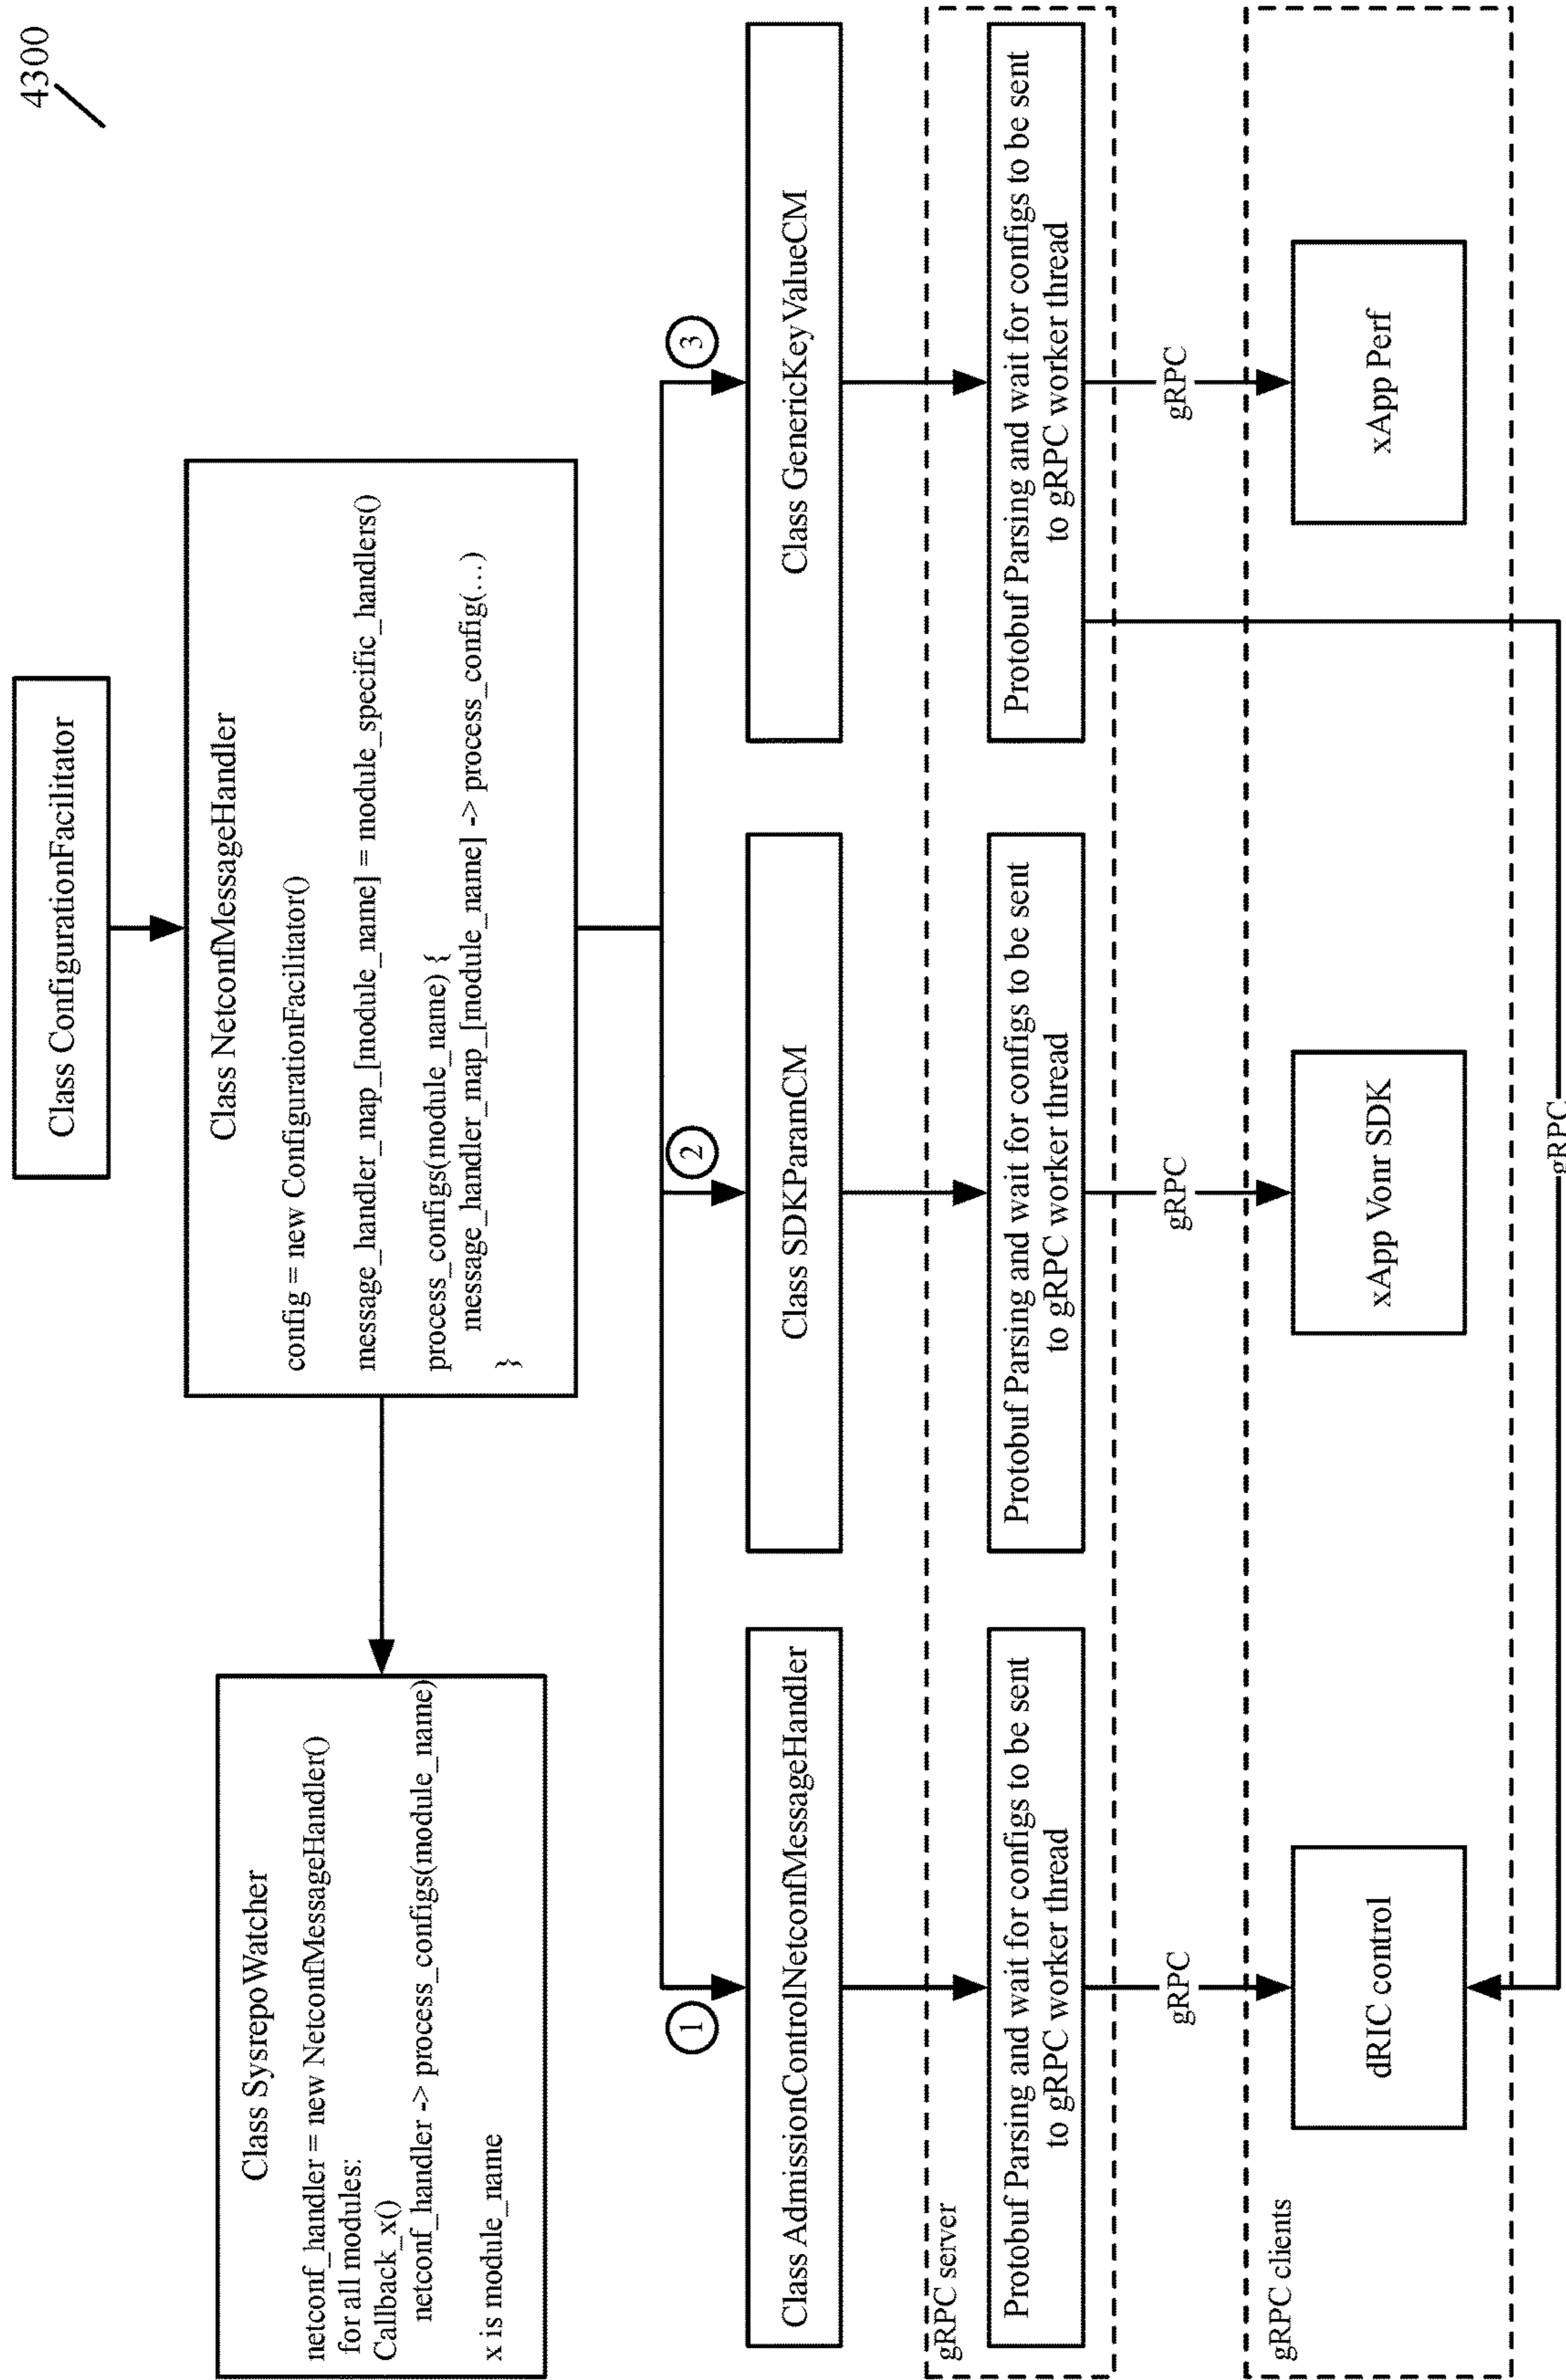 4300
Class ConfigurationFacilitator
Class SysrepoWatcher
netconf_handler = new NetconfMessageHandler()
for all modules:
Callback_x()
netconf_handler -> process_configs(module_name)
x is module_name
Class NetconfMessageHandler
config = new ConfigurationFacilitator()
message_handler_map_[module_name] = module_specific_handlers()
process_configs(module_name) {
message_handler_map_[module_name] -> process_config(…)
}
1
2
3
Class AdmissionControlNetconfMessageHandler
Class SDKParamCM
Class GenericKeyValueCM
gRPC server
Protobuf Parsing and wait for configs to be sent
to gRPC worker thread
Protobuf Parsing and wait for configs to be sent
to gRPC worker thread
Protobuf Parsing and wait for configs to be sent
to gRPC worker thread
gRPC
gRPC
gRPC
gRPC clients
dRIC control
xApp Vonr SDK
xApp Perf
gRPC